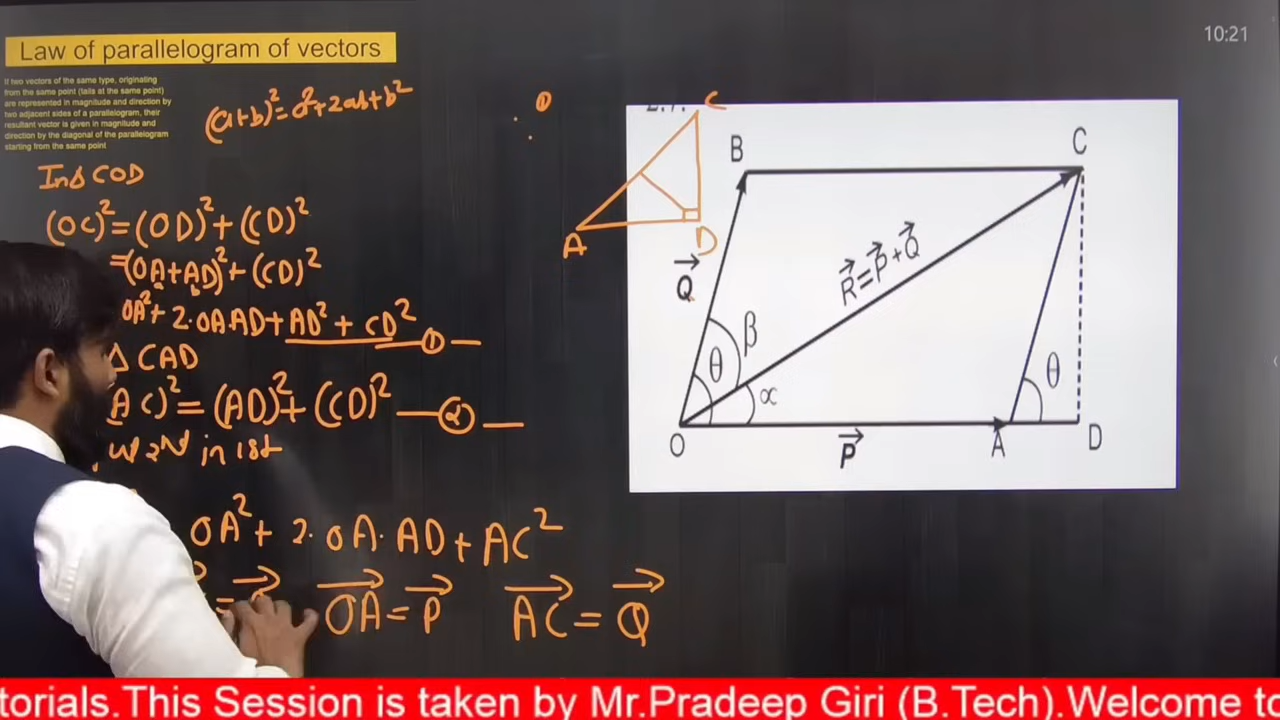 10:21
Law of parallelogram of vectors
If two vectors of the same type, originating
from the same point (tails at the same point)
are represented in magnitude and direction by
two adjacent sides of a parallelogram, their
resultant vector is given in magnitude and
direction by the diagonal of the parallelogram
starting from the same point
(a+b)²=a²+2ab+b²
In Δ COD
(OC)²=(OD)²+(CD)²
=(OA+AD)²+(CD)²
a b
OA²+2·OA·AD+AD²+CD² —①—
Δ CAD
AC)²=(AD)²+(CD)² —②—
in 1st
OA²+2·OA·AD+AC²
= OA→=P→ AC→=Q→
C
A
D
B
C
Q→
R→=P→+Q→
β
θ
α
θ
O
P→
A
D
torials.This Session is taken by Mr.Pradeep Giri (B.Tech).Welcome to